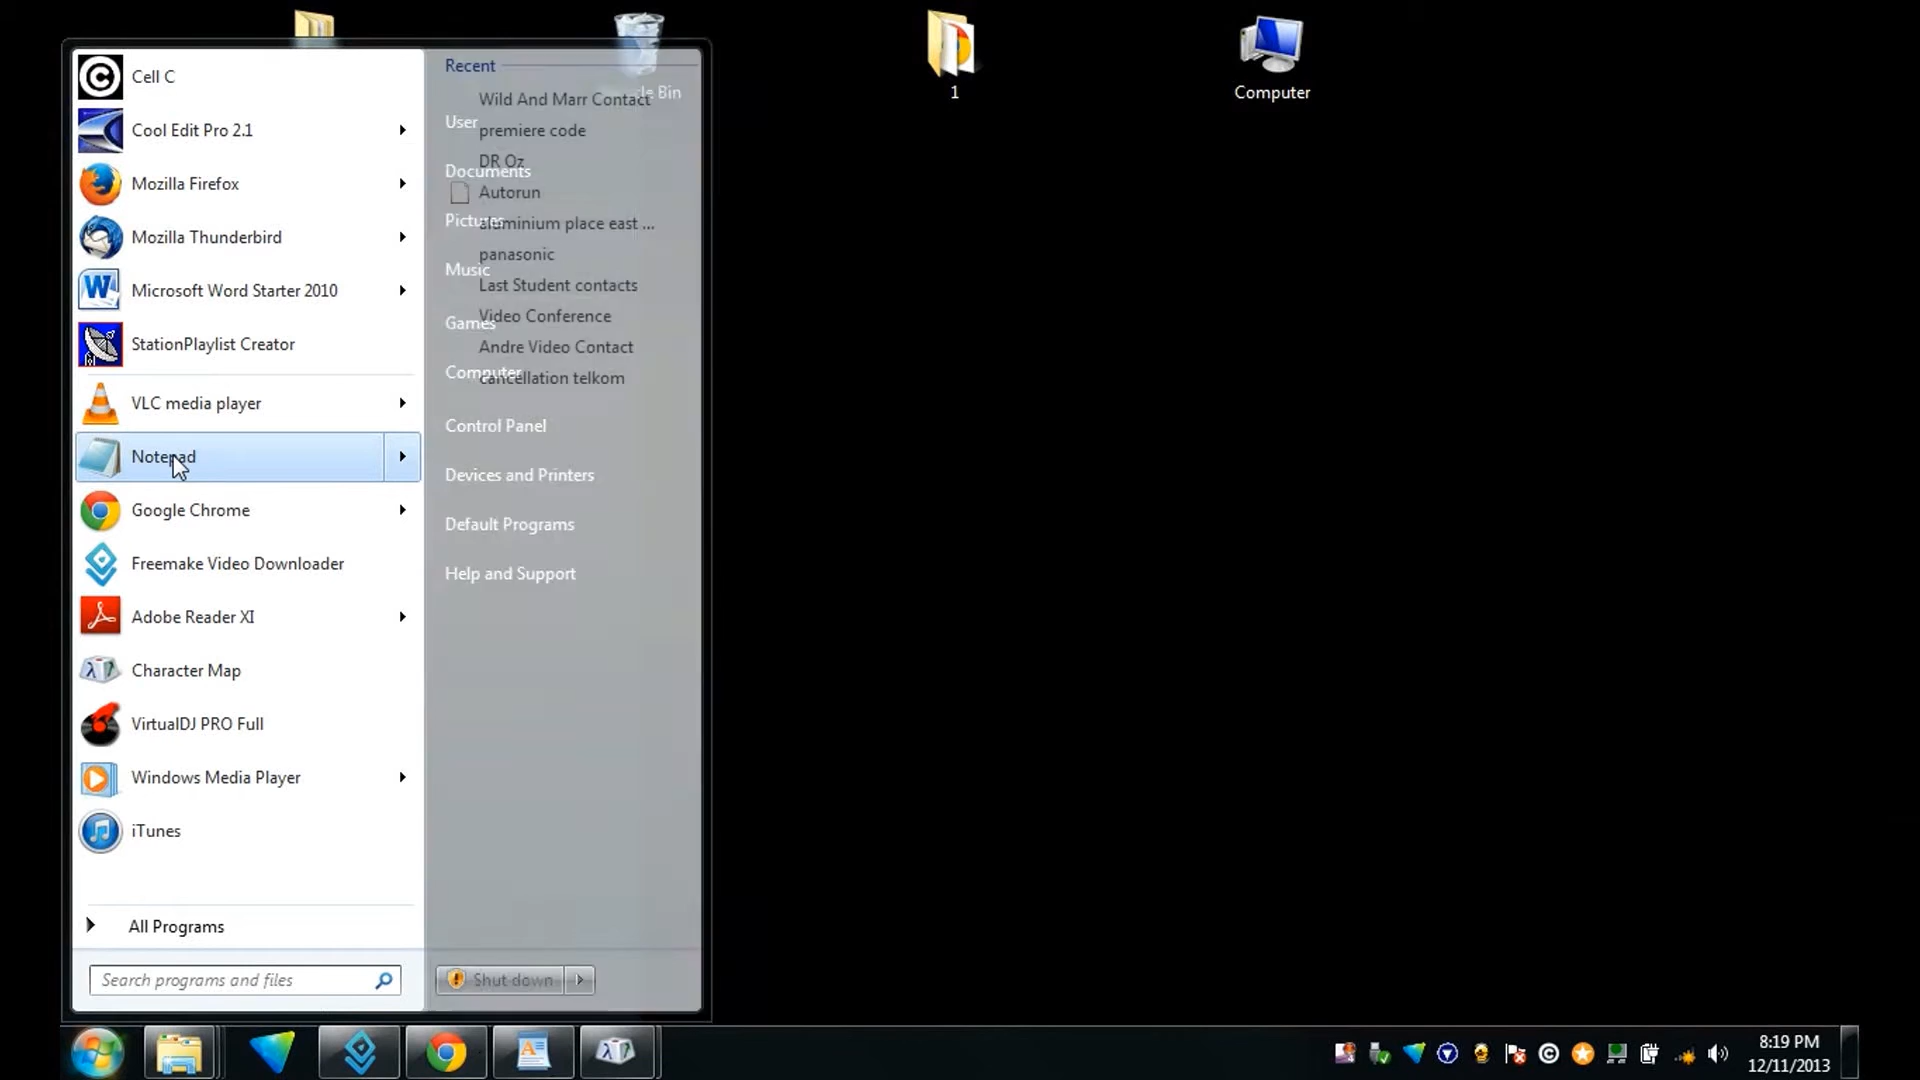 Cell C
Cool Edit Pro 2.1
Mozilla Firefox
Mozilla Thunderbird
Microsoft Word Starter 2010
StationPlaylist Creator
VLC media player
Notepad
Google Chrome
Freemake Video Downloader
Adobe Reader XI
Character Map
VirtualDJ PRO Full
Windows Media Player
iTunes
All Programs
Search programs and files
Recent
Wild And Marr Contact
User
premiere code
DR Oz
Documents
Autorun
Pictures
aluminium place east ...
panasonic
Music
Last Student contacts
Video Conference
Games
Andre Video Contact
Computer
cancellation telkom
Control Panel
Devices and Printers
Default Programs
Help and Support
Shut down
Bin
1
Computer
8:19 PM
12/11/2013